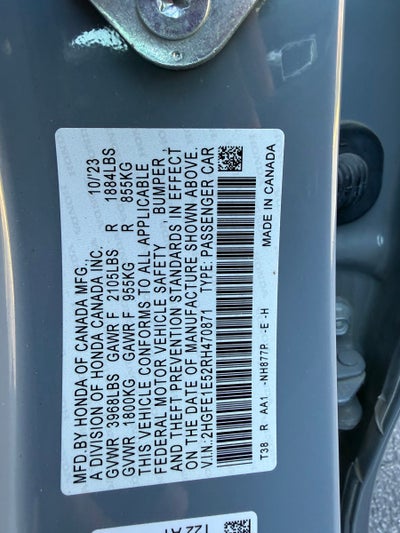 MFD.BY HONDA OF CANADA MFG., 10/'23
A DIVISION OF HONDA CANADA INC.
GVWR 3968LBS GAWR F 2105LBS R 1884LBS
GVWR 1800KG GAWR F 955KG R 855KG
THIS VEHICLE CONFORMS TO ALL APPLICABLE
FEDERAL MOTOR VEHICLE SAFETY, BUMPER,
AND THEFT PREVENTION STANDARDS IN EFFECT
ON THE DATE OF MANUFACTURE SHOWN ABOVE.
V.I.N: 2HGFE1E52RH470871 TYPE: PASSENGER CAR
MADE IN CANADA
T38 R AA1 -NH877P -E -H